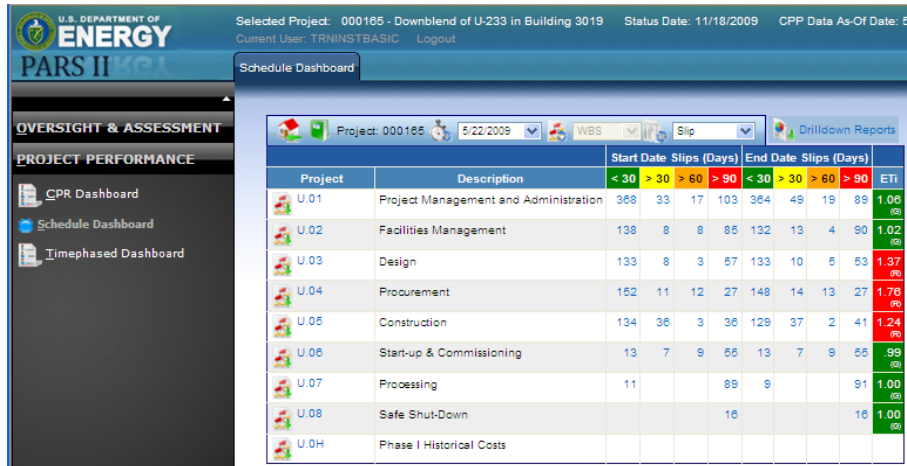 U.S. DEPARTMENT OF
ENERGY
PARS II
Selected Project: 000165 - Downblend of U-233 in Building 3019 Status Date: 11/18/2009 CPP Data As-Of Date: 5
Current User: TRNINSTBASIC Logout
Schedule Dashboard
OVERSIGHT & ASSESSMENT
PROJECT PERFORMANCE
CPR Dashboard
Schedule Dashboard
Timephased Dashboard
Project: 000165 5/22/2009 WBS Slip Drilldown Reports
Start Date Slips (Days) End Date Slips (Days)
Project Description < 30 > 30 > 60 > 90 < 30 > 30 > 60 > 90 ETi
U.01 Project Management and Administration 368 33 17 103 364 49 19 89 1.06 (G)
U.02 Facilities Management 138 8 8 85 132 13 4 90 1.02 (G)
U.03 Design 133 8 3 57 133 10 5 53 1.37 (R)
U.04 Procurement 152 11 12 27 148 14 13 27 1.76 (R)
U.05 Construction 134 36 3 36 129 37 2 41 1.24 (R)
U.06 Start-up & Commissioning 13 7 9 55 13 7 9 55 .99 (G)
U.07 Processing 11 89 9 91 1.00 (G)
U.08 Safe Shut-Down 16 16 1.00 (G)
U.0H Phase I Historical Costs